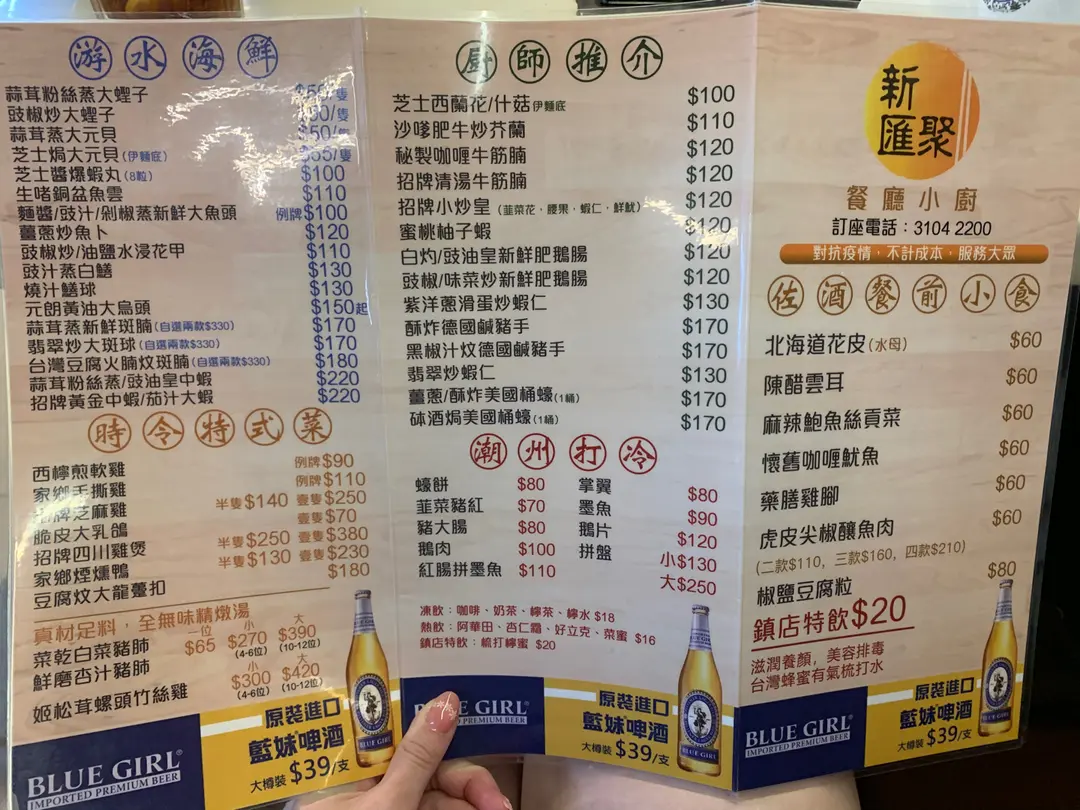 游水海鮮
蒜茸粉絲蒸大蟶子 /隻
豉椒炒大蟶子 /隻
蒜茸蒸大元貝 $50/隻
芝士焗大元貝(伊麵底) $55/隻
芝士醬爆蝦丸(8粒) $100
生啫銅盆魚雲 $110
麵醬/豉汁/剁椒蒸新鮮大魚頭 例牌$100
薑蔥炒魚卜 $120
豉椒炒/油鹽水浸花甲 $110
豉汁蒸白鱔 $130
燒汁鱔球 $130
元朗黃油大烏頭 $150起
蒜茸蒸新鮮斑腩(自選兩款$330) $170
翡翠炒大斑球(自選兩款$330) $170
台灣豆腐火腩炆斑腩(自選兩款$330) $180
蒜茸粉絲蒸/豉油皇中蝦 $220
招牌黃金中蝦/茄汁大蝦 $220
時令特式菜
西檸煎軟雞 例牌$90
家鄉手撕雞 例牌$110
招牌芝麻雞 半隻$140 壹隻$250
脆皮大乳鴿 壹隻$70
招牌四川雞煲 半隻$250 壹隻$380
家鄉煙燻鴨 半隻$130 壹隻$230
豆腐炆大龍躉扣 $180
真材足料，全無味精燉湯
一位 小 大
菜乾白菜豬肺 $65 $270 $390
(4-6位) (10-12位)
鮮磨杏汁豬肺 小 大
$300 $420
姬松茸螺頭竹絲雞 (4-6位) (10-12位)
原裝進口
藍妹啤酒
大樽裝 $39/支
BLUE GIRL®
IMPORTED PREMIUM BEER
廚師推介
芝士西蘭花/什菇伊麵底 $100
沙嗲肥牛炒芥蘭 $110
秘製咖喱牛筋腩 $120
招牌清湯牛筋腩 $120
招牌小炒皇(韮菜花，腰果，蝦仁，鮮魷) $120
蜜桃柚子蝦 $120
白灼/豉油皇新鮮肥鵝腸 $120
豉椒/味菜炒新鮮肥鵝腸 $120
紫洋蔥滑蛋炒蝦仁 $130
酥炸德國鹹豬手 $170
黑椒汁炆德國鹹豬手 $170
翡翠炒蝦仁 $130
薑蔥/酥炸美國桶蠔(1桶) $170
砵酒焗美國桶蠔(1桶) $170
潮州打冷
蠔餅 $80 掌翼 $80
韮菜豬紅 $70 墨魚 $90
豬大腸 $80 鵝片 $120
鵝肉 $100 拼盤 小$130
紅腸拼墨魚 $110 大$250
凍飲：咖啡、奶茶、檸茶、檸水 $18
熱飲：阿華田、杏仁霜、好立克、菜蜜 $16
鎮店特飲：梳打檸蜜 $20
GIRL®
PREMIUM BEER
原裝進口
藍妹啤酒
大樽裝 $39/支
新匯聚
餐廳小廚
訂座電話：3104 2200
對抗疫情，不計成本，服務大眾
佐酒餐前小食
北海道花皮(水母) $60
陳醋雲耳 $60
麻辣鮑魚絲貢菜 $60
懷舊咖喱魷魚 $60
藥膳雞腳 $60
虎皮尖椒釀魚肉 $60
(二款$110，三款$160，四款$210)
椒鹽豆腐粒 $80
鎮店特飲$20
滋潤養顏，美容排毒
台灣蜂蜜有氣梳打水
BLUE GIRL®
IMPORTED PREMIUM BEER
原裝進口
藍妹啤酒
大樽裝 $39/支